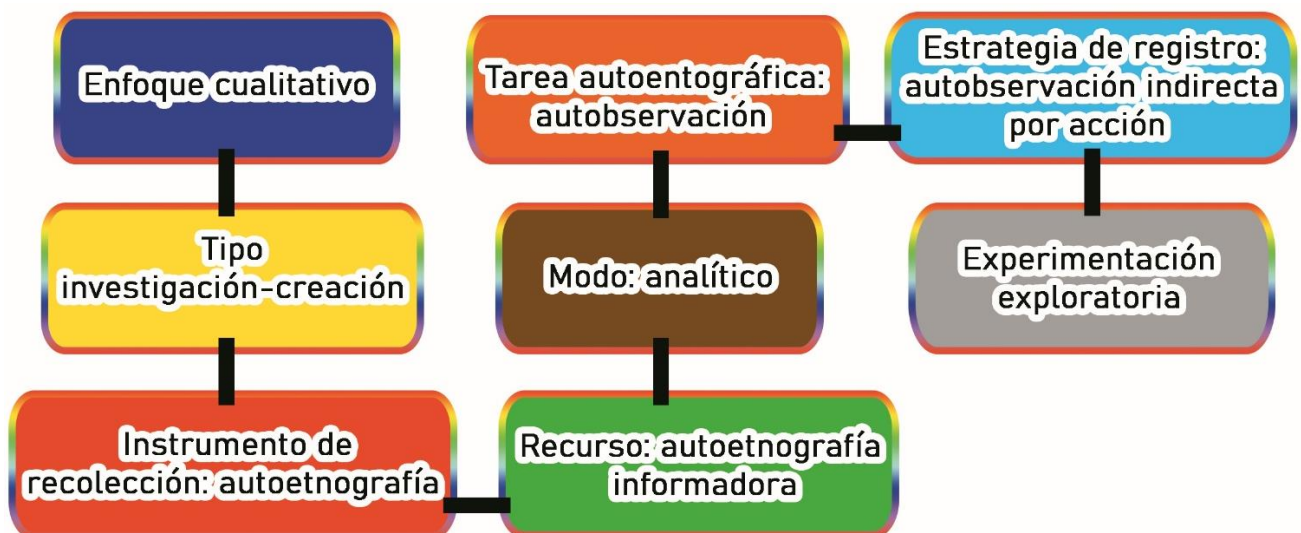 Enfoque cualitativo
Tipo
investigación-creación
Instrumento de
recolección: autoetnografía
Recurso: autoetnografía
informadora
Modo: analítico
Tarea autoentográfica:
autobservación
Estrategia de registro:
autobservación indirecta
por acción
Experimentación
exploratoria